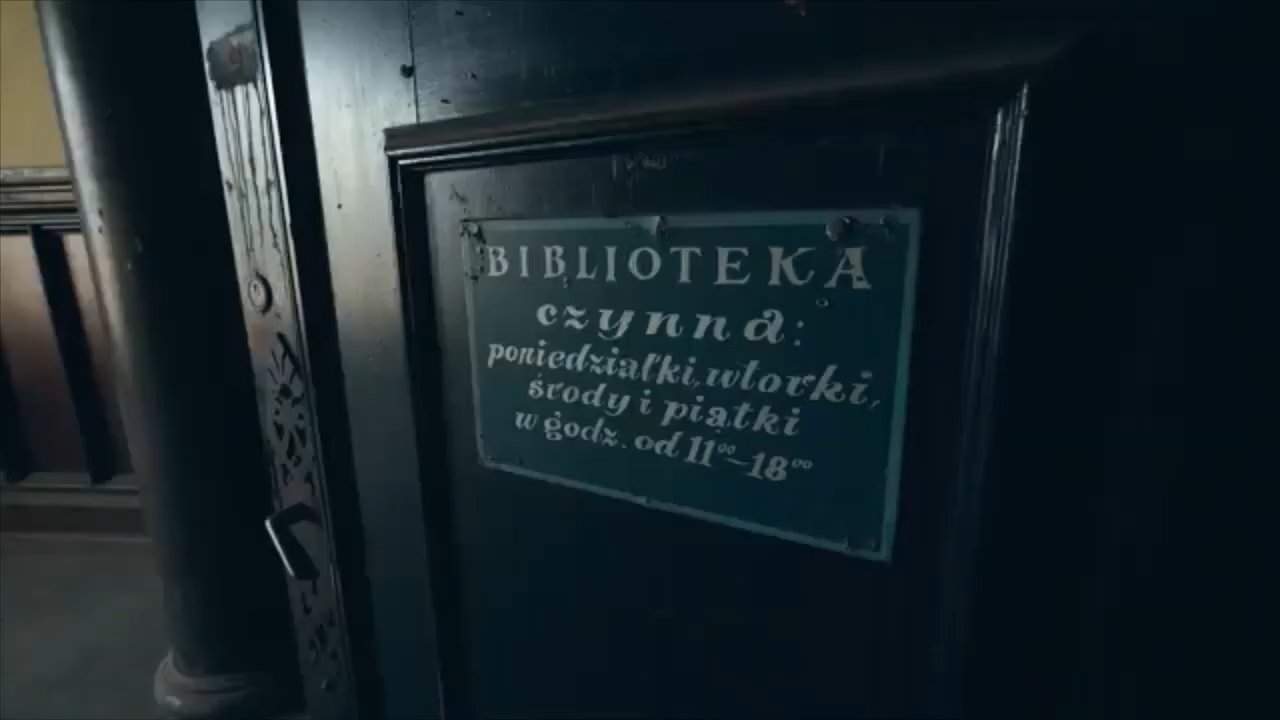 BIBLIOTEKA
czynna:
poniedziałki, wtorki,
środy i piątki
w godz. od 11⁰⁰–18⁰⁰